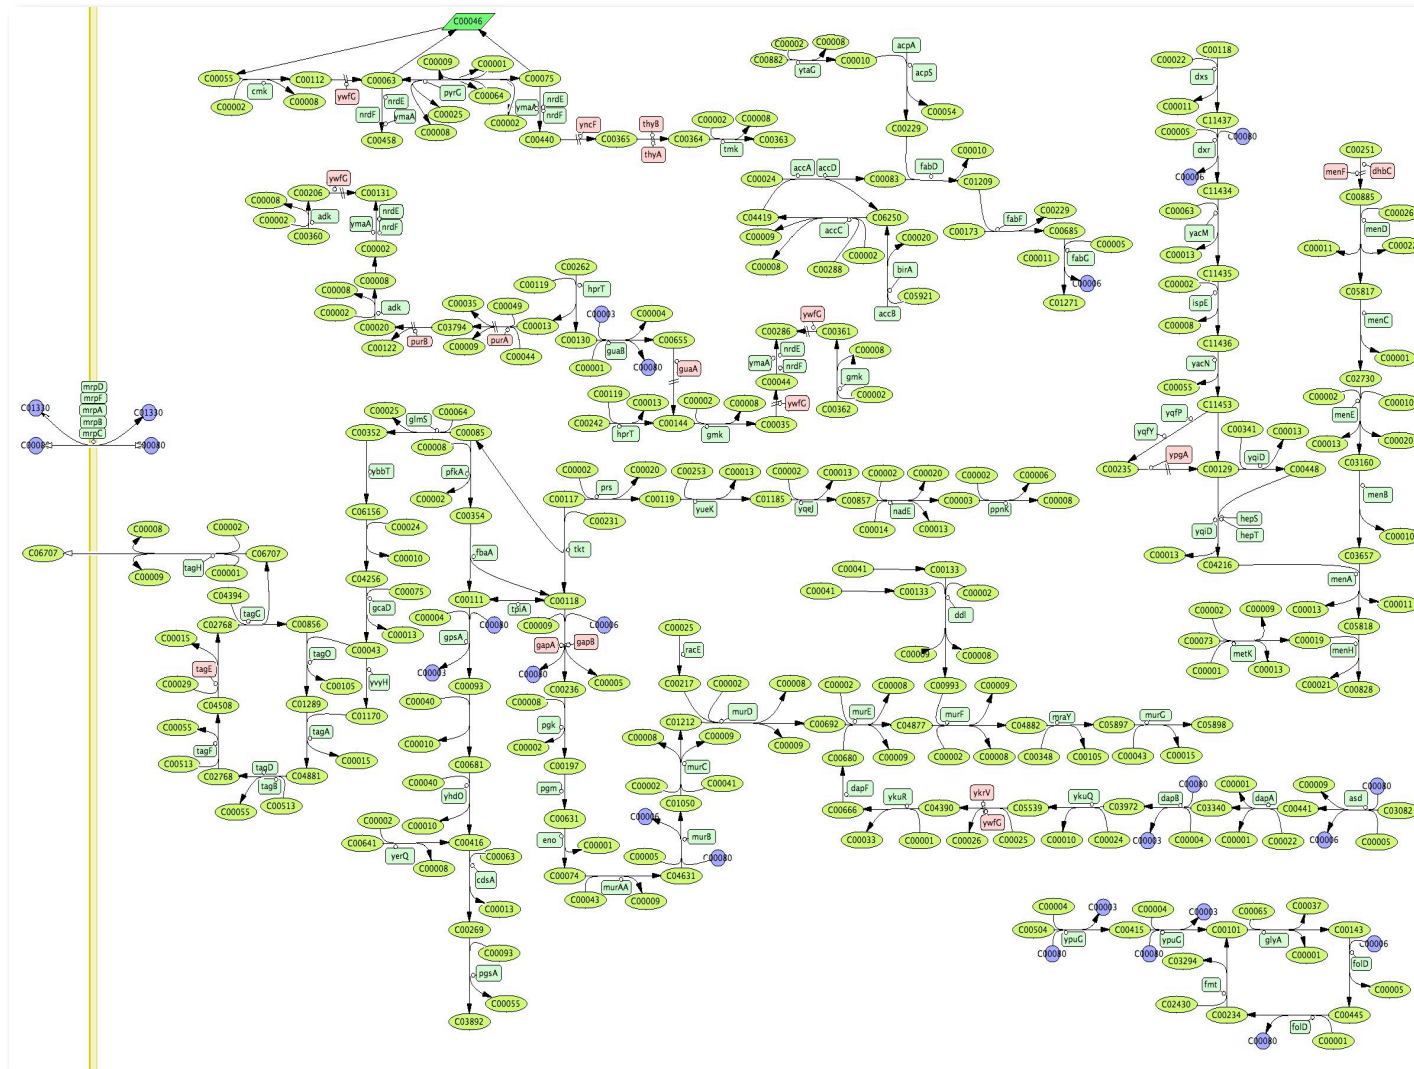 C00046
C00055 C00112 C00063 C00009 C00001 C00075
cmk C00002 C00008 ywfG
nrdE nrdF ymaA C00458
pyrG C00064 C00025 C00008 C00002
ymaA nrdE nrdF C00440
yncF C00365 thyB thyA C00364
C00002 C00008 tmk C00363
C00882 C00002 C00008 ytaG C00010
acpA acpS C00054 C00229
C00024 accA accD C00083 fabD C00010 C01209
C04419 C06250 C00009 accC C00008 C00288 C00002
C00020 birA C05921 accB
C00173 fabF C00229 C00685
C00011 fabG C00005 C00006 C01271
C00022 C00118 dxs C00011 C11437
C00005 C00080 dxr C00006 C11434
C00063 yacM C00013 C11435
C00002 ispE C00008 C11436
yacN C00055 C11453
yqfP yqfY C00235 ypgA C00129
C00341 C00013 yqiD C00448
yqiD hepS hepT C00013 C04216
C00251 menF dhbC C00885
C00026 menD C00011 C05817
menC C00001 C02730
C00002 menE C00013 C03160
menB C03657
menA C00013 C05818
menH C00021 C00828
C00002 C00009 C00073 metK C00019 C00001 C00013
ywfG C00206 C00131
C00008 C00002 adk C00360
ymaA nrdE nrdF C00002
C00008 C00008 C00002 adk C00020
C00122 purB C03794
C00035 C00049 C00009 purA C00044 C00013
C00262 C00119 hprT C00130
C00003 C00004 C00001 guaB C00080 C00655
guaA C00144
C00119 C00013 C00242 hprT
C00002 C00008 gmk C00035
ywfG C00044 ymaA nrdE nrdF C00286
ywfG C00361 C00008 gmk C00002 C00362
mrpD
mrpF
mrpA
mrpB
mrpC
C01330 C01330
C00080
C00025 C00064 glmS C00352 C00085
C00008 pfkA C00002 C00354
ybbT C06156
C00024 C00010 C04256
C00075 gcaD C00013 C00043
fbaA C00111
C00117 C00002 C00020 prs C00119
C00253 C00013 yueK C01185
C00002 C00013 yqeJ C00857
C00002 C00020 nadE C00014 C00013 C00003
C00002 C00006 ppnK C00008
C00231 tkt C00118
tpiA
C00004 C00080 gpsA C00003 C00093
C00009 C00006 gapA gapB C00080 C00005 C00236
C00008 pgk C00002 C00197
pgm C00631
eno C00001 C00074
murAA C00043 C00009 C04631
C00008 C00002 C06707 C06707 C00009 tagH C00001
C04394 tagG C02768 C00856
C00015 tagE C00029 C04508
tagO C00105 C01289
yvyH C01170
C00055 tagF C00513 C02768
tagA C00015 C04881
tagD tagB C00055 C00513
C00040 C00010 C00681
C00040 yhdO C00010 C00416
C00002 C00641 yerQ C00008
C00063 cdsA C00013 C00269
C00093 pgsA C00055 C03892
C00041 C00133
C00041 C00133 C00002
ddl C00008 C00993
C00025 racE C00217
C00002 C00008 murD C00009 C00692
C01212 C00008 C00009 murC C00002 C00041 C01050
C00006 murB C00005 C00080
C00002 C00008 murE C00009 C04877
C00680 dapF C00666
C00009 murF C00002 C00008 C04882
mraY C00348 C00105 C05897
murG C00043 C00015 C05898
ykuR C00033 C00001 C04390
ykrV ywfG C00026 C00025 C05539
ykuQ C00010 C00024 C03972
C00080 dapB C00003 C00004 C03340
C00001 dapA C00001 C00022 C00441
C00009 C00080 asd C00006 C00005 C03082
C00004 C00003 C00504 ypuG C00080 C00415
C00004 C00003 ypuG C00080 C00101
C00065 C00037 glyA C00001 C00143
C00006 folD C00005 C00445
C03294 fmt C02430 C00234
folD C00080 C00001